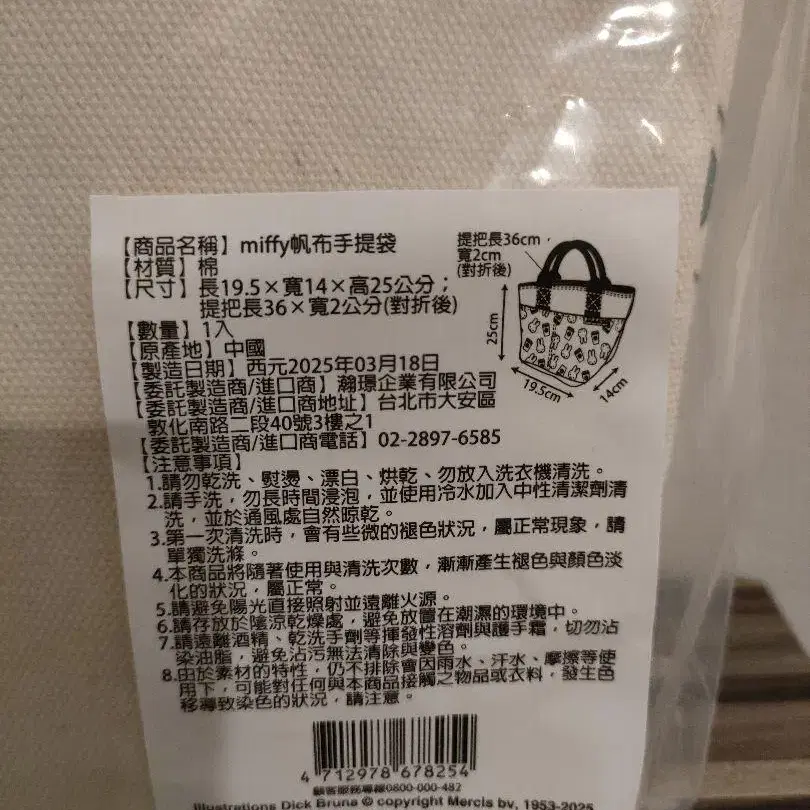 【商品名稱】miffy帆布手提袋
【材質】棉
【尺寸】長19.5×寬14×高25公分；
提把長36×寬2公分(對折後)
【數量】1入
【原產地】中國
【製造日期】西元2025年03月18日
【委託製造商/進口商】瀚璟企業有限公司
【委託製造商/進口商地址】台北市大安區
敦化南路二段40號3樓之1
【委託製造商/進口商電話】02-2897-6585
【注意事項】
1.請勿乾洗、熨燙、漂白、烘乾、勿放入洗衣機清洗。
2.請手洗，勿長時間浸泡，並使用冷水加入中性清潔劑清
洗，並於通風處自然晾乾。
3.第一次清洗時，會有些微的褪色狀況，屬正常現象，請
單獨洗滌。
4.本商品將隨著使用與清洗次數，漸漸產生褪色與顏色淡
化的狀況，屬正常。
5.請避免陽光直接照射並遠離火源。
6.請存放於陰涼乾燥處，避免放置在潮濕的環境中。
7.請遠離酒精、乾洗手劑等揮發性溶劑與護手霜，切勿沾
染油脂，避免沾污無法清除與變色。
8.由於素材的特性，仍不排除會因雨水、汗水、摩擦等使
用下，可能對任何與本商品接觸之物品或衣料，發生色
移導致染色的狀況，請注意。
提把長36cm，
寬2cm
(對折後)
25cm
19.5cm
14cm
4 712978 678254
顧客服務專線0800-000-482
Illustrations Dick Bruna © copyright Mercis bv, 1953-2025